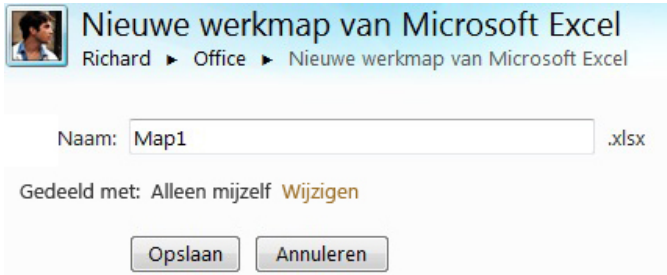 Nieuwe werkmap van Microsoft Excel
Richard ► Office ► Nieuwe werkmap van Microsoft Excel
Naam: Map1 .xlsx
Gedeeld met: Alleen mijzelf Wijzigen
Opslaan Annuleren